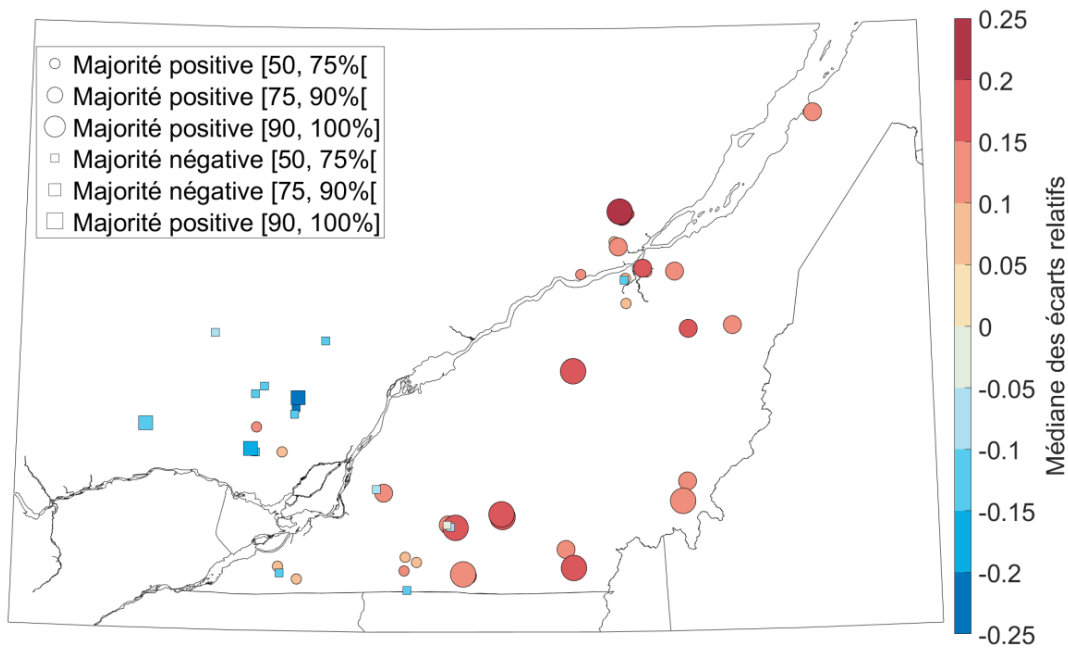 Majorité positive [50, 75%[
Majorité positive [75, 90%[
Majorité positive [90, 100%]
Majorité négative [50, 75%[
Majorité négative [75, 90%[
Majorité positive [90, 100%]
0.25
0.2
0.15
0.1
0.05
0
-0.05
-0.1
-0.15
-0.2
-0.25
Médiane des écarts relatifs